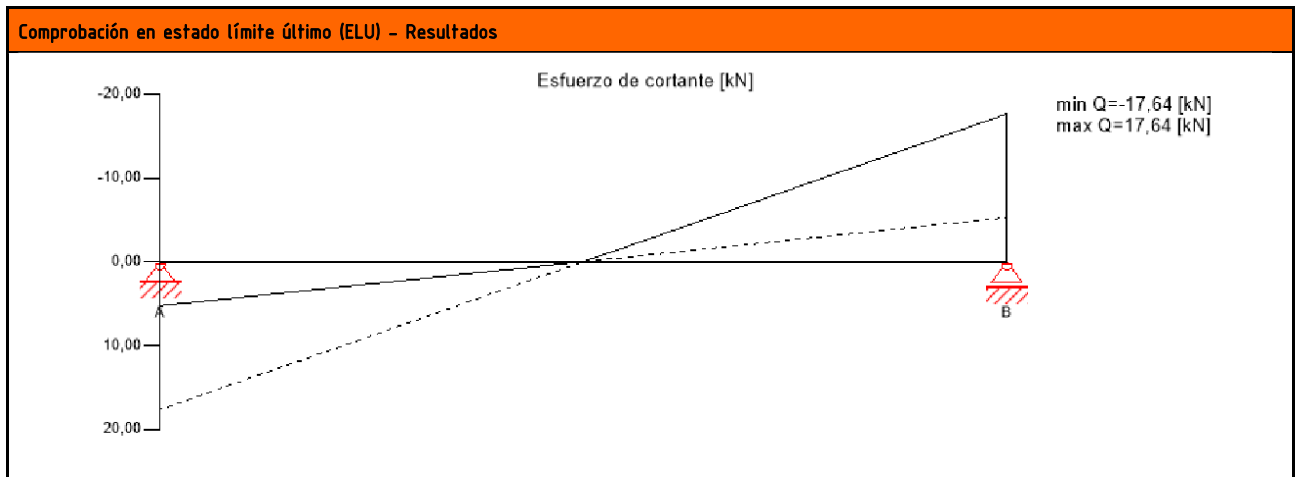 Comprobación en estado límite último (ELU) - Resultados
Esfuerzo de cortante [kN]
min Q=-17,64 [kN]
max Q=17,64 [kN]
-20,00
-10,00
0,00
10,00
20,00
A
B